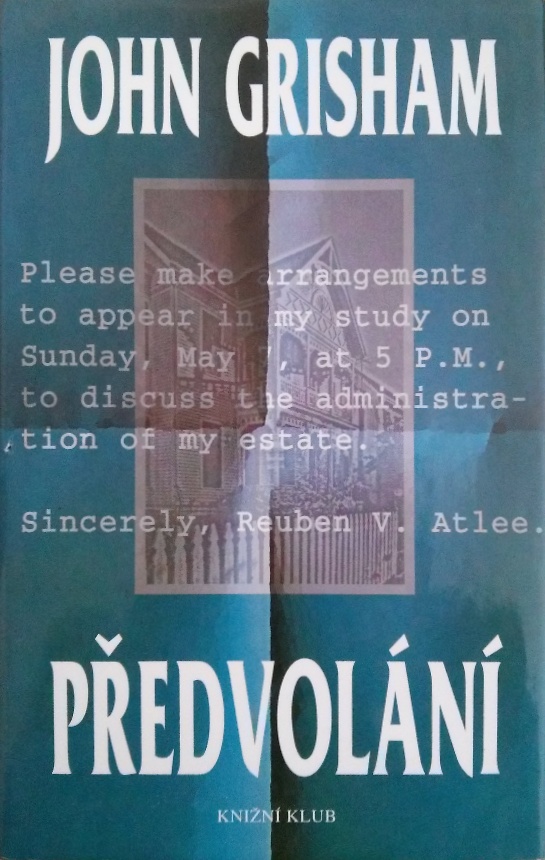 JOHN GRISHAM
Please make arrangements
to appear in my study on
Sunday, May 7, at 5 P.M.,
to discuss the administra-
tion of my estate.
Sincerely, Reuben V. Atlee.
PŘEDVOLÁNÍ
KNIŽNÍ KLUB